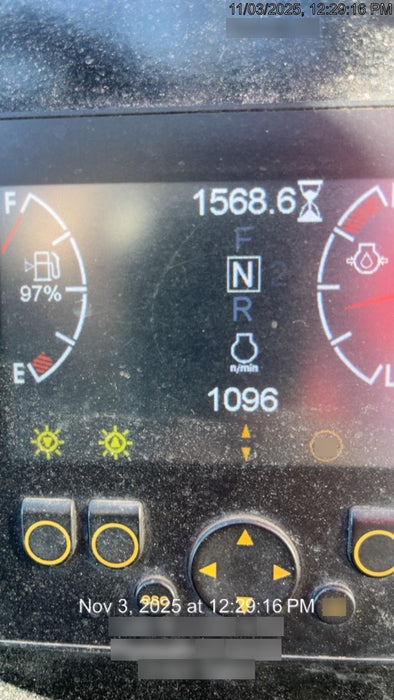 11/03/2025, 12:29:16 PM
F
1568.6
F
N
R
97%
E
n/min
1096
L
esc
Nov 3, 2025 at 12:29:16 PM